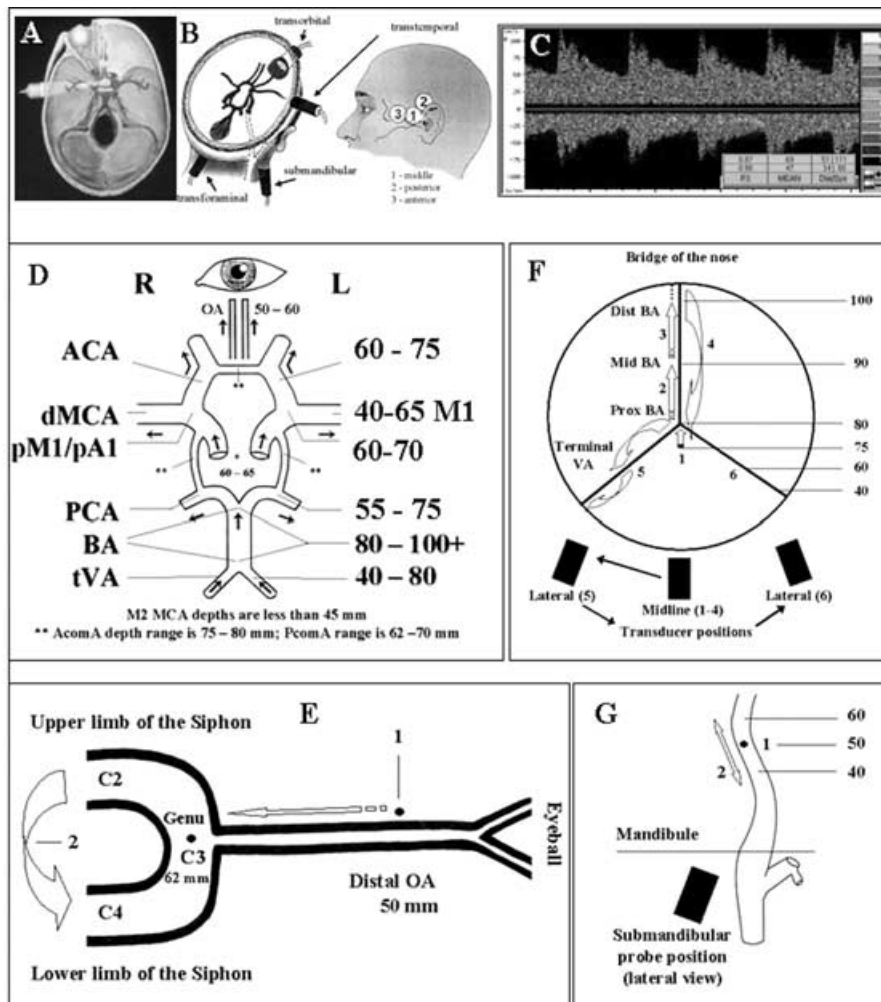 A
B
transorbital
transtemporal
submandibular
transforaminal
3 1 2
1 - middle
2 - posterior
3 - anterior
C
PI MEAN
D
R L
OA 50 – 60
ACA 60 - 75
dMCA 40-65 M1
pM1/pA1 60-70
**
** * **
60 – 65
PCA 55 - 75
BA 80 – 100+
tVA 40 – 80
M2 MCA depths are less than 45 mm
** AcomA depth range is 75 – 80 mm; PcomA range is 62 –70 mm
F
Bridge of the nose
Dist BA 100
3 4
Mid BA 90
2
Prox BA 80
Terminal
VA
1 75
5 6 60
40
Lateral (5) Midline (1-4) Lateral (6)
Transducer positions
E
Upper limb of the Siphon
1
C2
Genu
2
C3
62 mm
C4
Distal OA
50 mm
Eyeball
Lower limb of the Siphon
G
60
1 50
2 40
Mandibule
Submandibular
probe position
(lateral view)